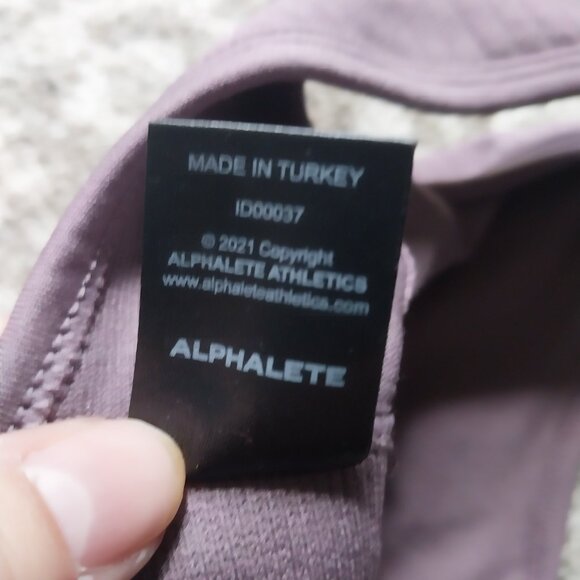 MADE IN TURKEY
ID00037
© 2021 Copyright
ALPHALETE ATHLETICS
www.alphaleteathletics.com
ALPHALETE